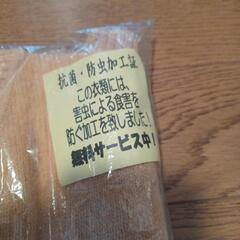 抗菌・防虫加工証
この衣類には、
害虫による食害を
防ぐ加工を致しました!
無料サービス中!